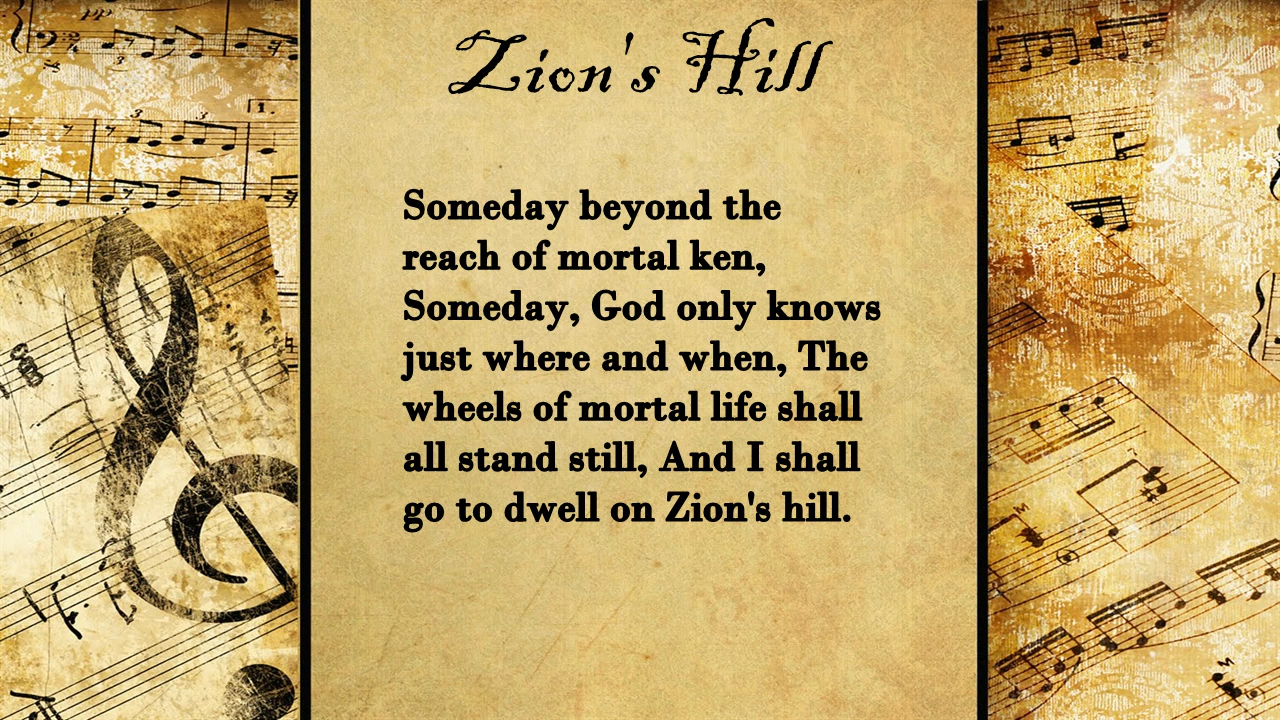 Zion's Hill
Someday beyond the
reach of mortal ken,
Someday, God only knows
just where and when, The
wheels of mortal life shall
all stand still, And I shall
go to dwell on Zion's hill.